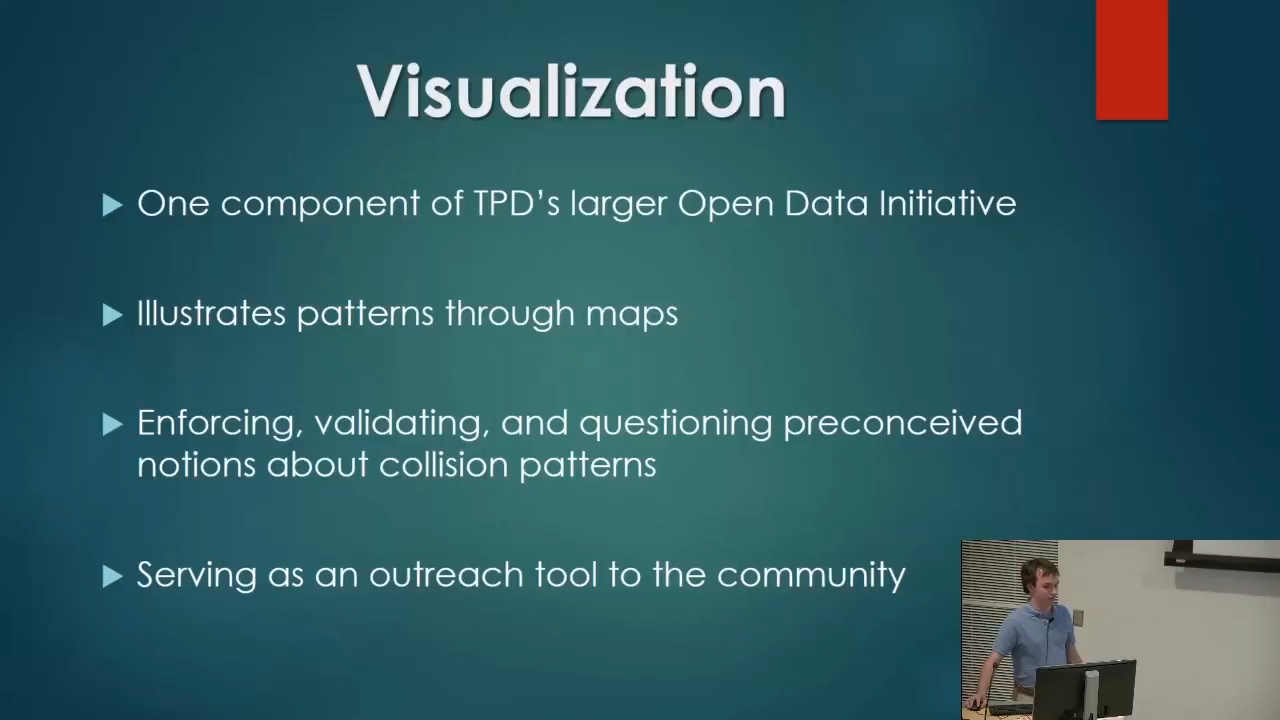 Visualization
One component of TPD’s larger Open Data Initiative
Illustrates patterns through maps
Enforcing, validating, and questioning preconceived
notions about collision patterns
Serving as an outreach tool to the community